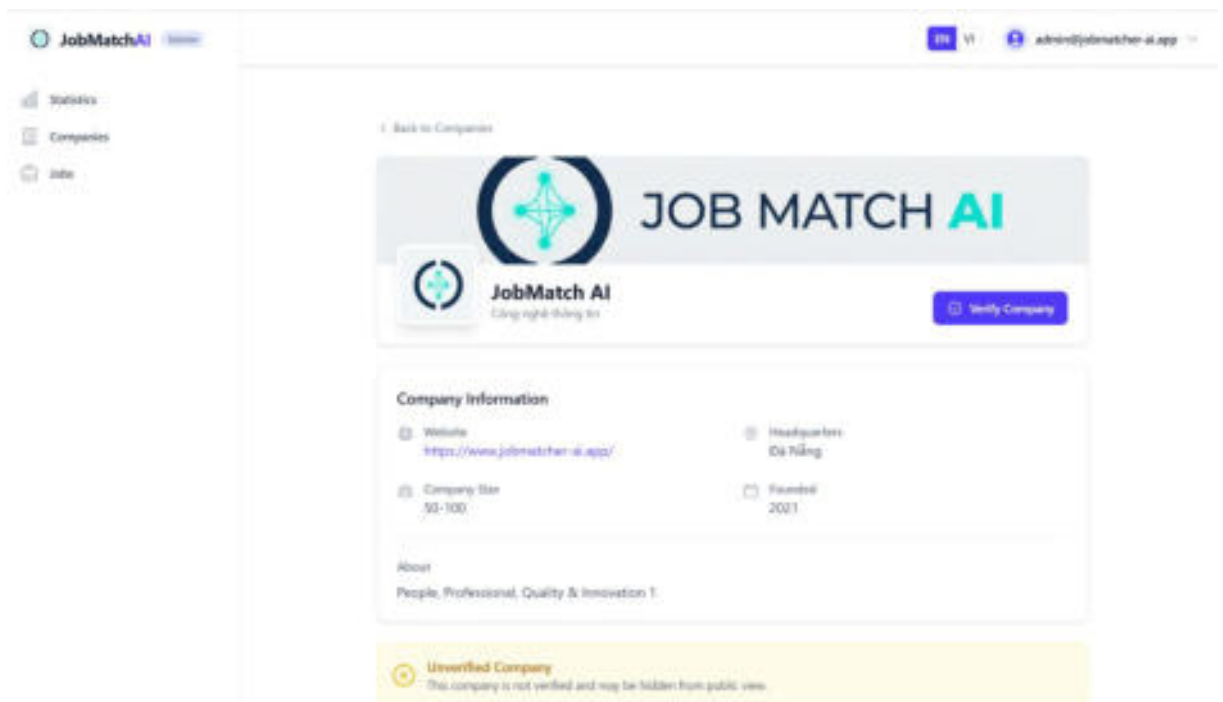 JobMatchAI
EN VI admin@jobmatcher-ai.app
Statistics
Companies
Jobs
Back to Companies
JOB MATCH AI
JobMatch AI
Công nghệ thông tin
Verify Company
Company Information
Website
https://www.jobmatcher-ai.app/
Headquarters
Đà Nẵng
Company Size
50-100
Founded
2021
About
People, Professional, Quality & Innovation 1
Unverified Company
This company is not verified and may be hidden from public view.